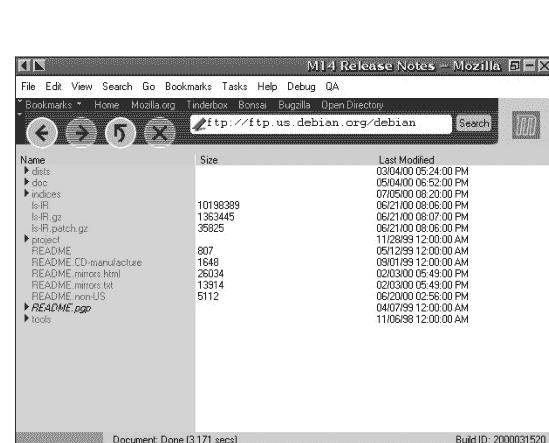 M14 Release Notes - Mozilla
File Edit View Search Go Bookmarks Tasks Help Debug QA
Bookmarks Home Mozilla.org Tinderbox Bonsai Bugzilla Open Directory
ftp://ftp.us.debian.org/debian Search
Name Size Last Modified
dists 03/04/00 05:24:00 PM
doc 05/04/00 06:52:00 PM
indices 07/05/00 08:20:00 PM
ls-lR 10198389 06/21/00 08:06:00 PM
ls-lR.gz 1363445 06/21/00 08:07:00 PM
ls-lR.patch.gz 35825 06/21/00 08:06:00 PM
project 11/28/99 12:00:00 AM
README 807 05/12/99 12:00:00 AM
README.CD-manufacture 1648 09/01/99 12:00:00 AM
README.mirrors.html 26034 02/03/00 05:49:00 PM
README.mirrors.txt 13914 02/03/00 05:49:00 PM
README.non-US 5112 06/20/00 02:56:00 PM
README.pgp 04/07/99 12:00:00 AM
tools 11/06/98 12:00:00 AM
Document: Done (3.171 secs) Build ID: 2000031520